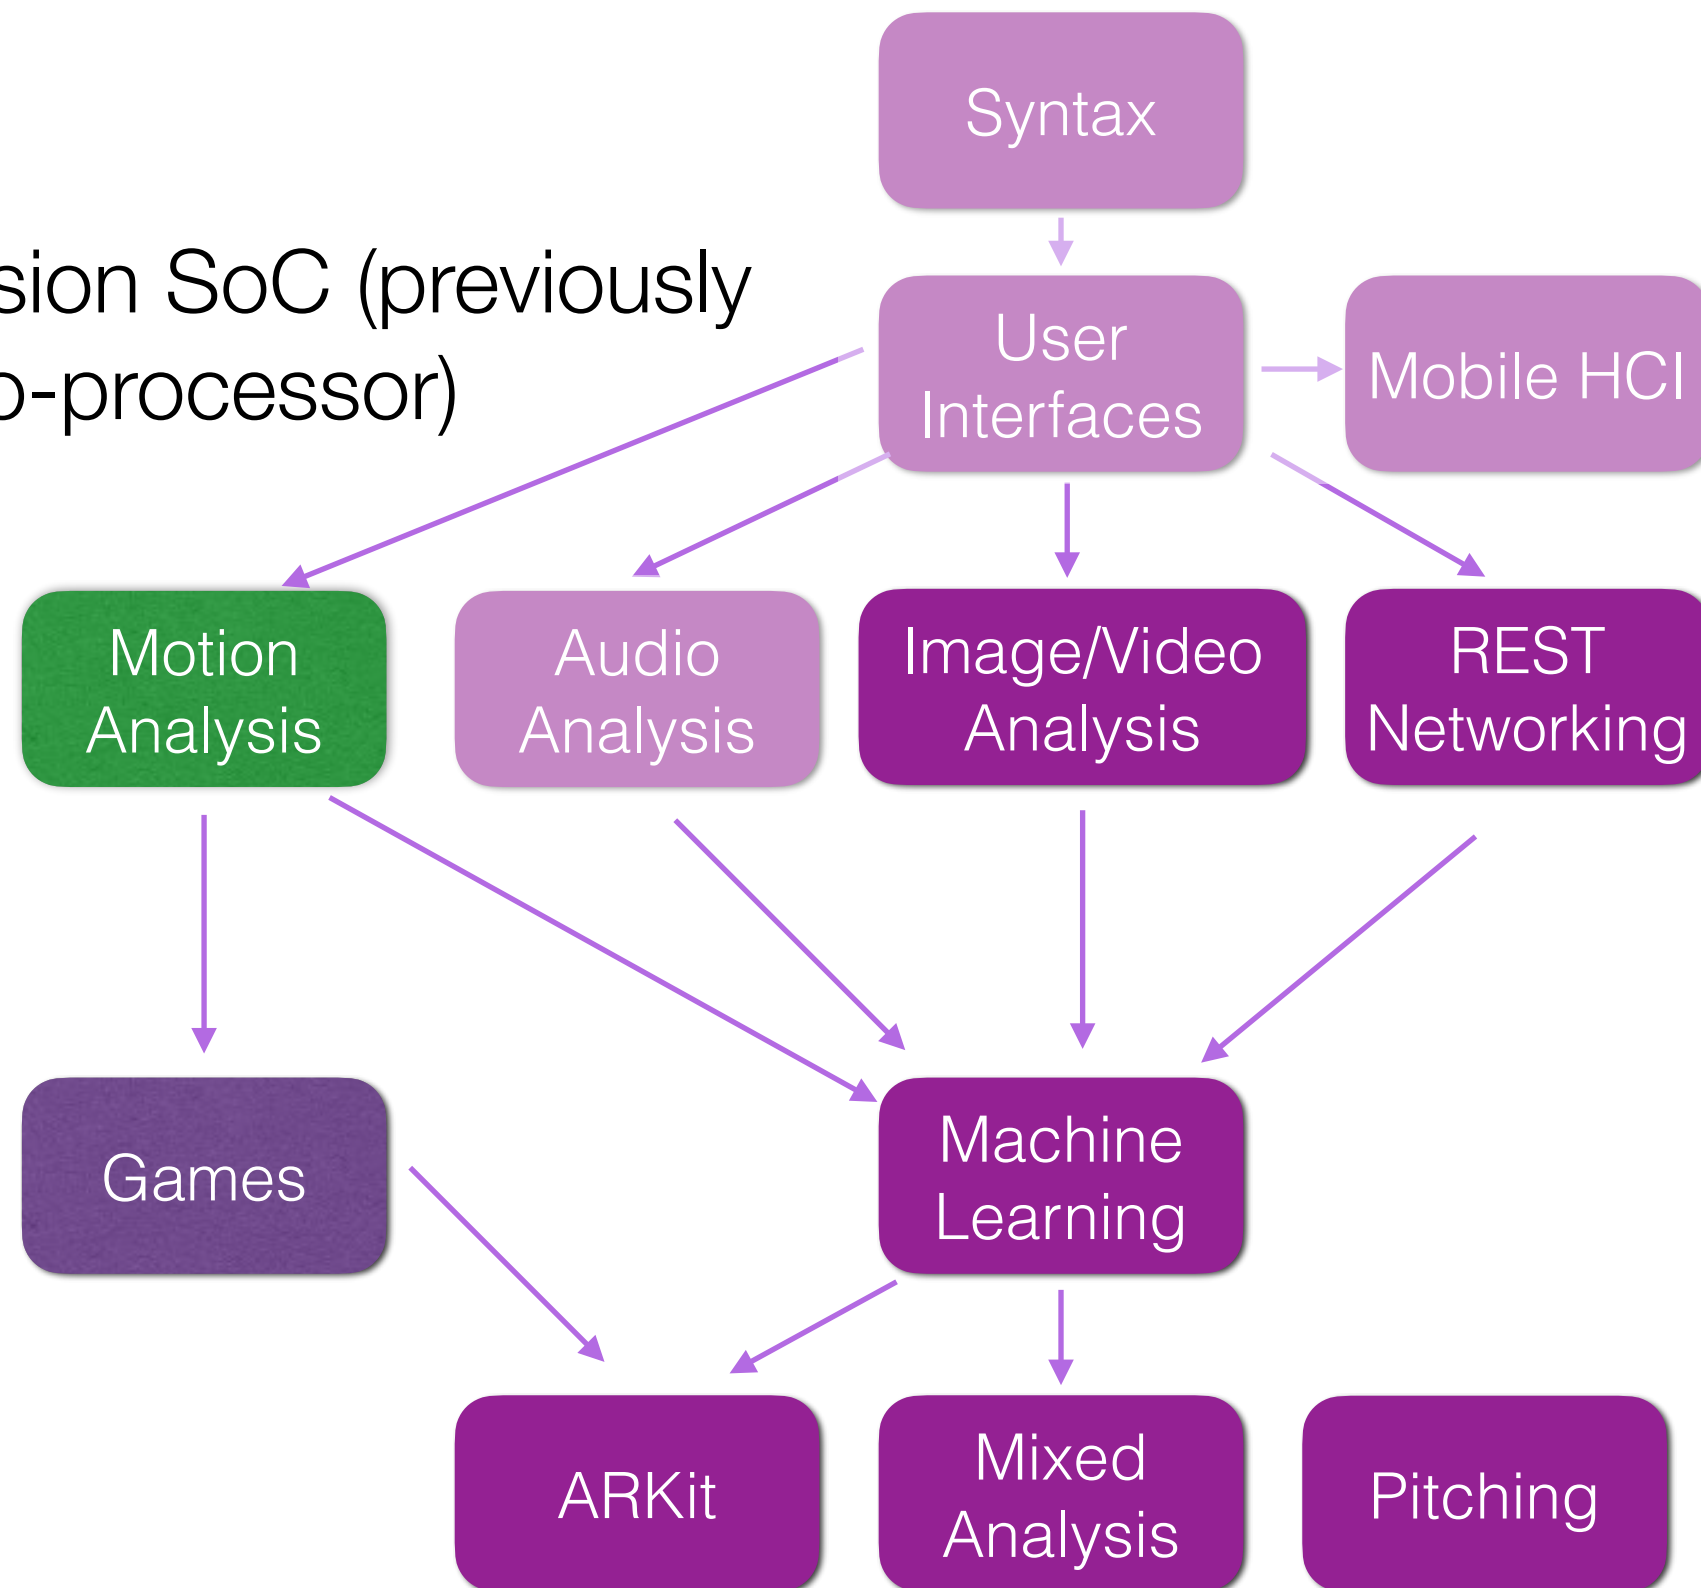 Syntax
sion SoC (previously
o-processor)
User
Interfaces
Mobile HCI
Motion
Analysis
Audio
Analysis
Image/Video
Analysis
REST
Networking
Games
Machine
Learning
ARKit
Mixed
Analysis
Pitching